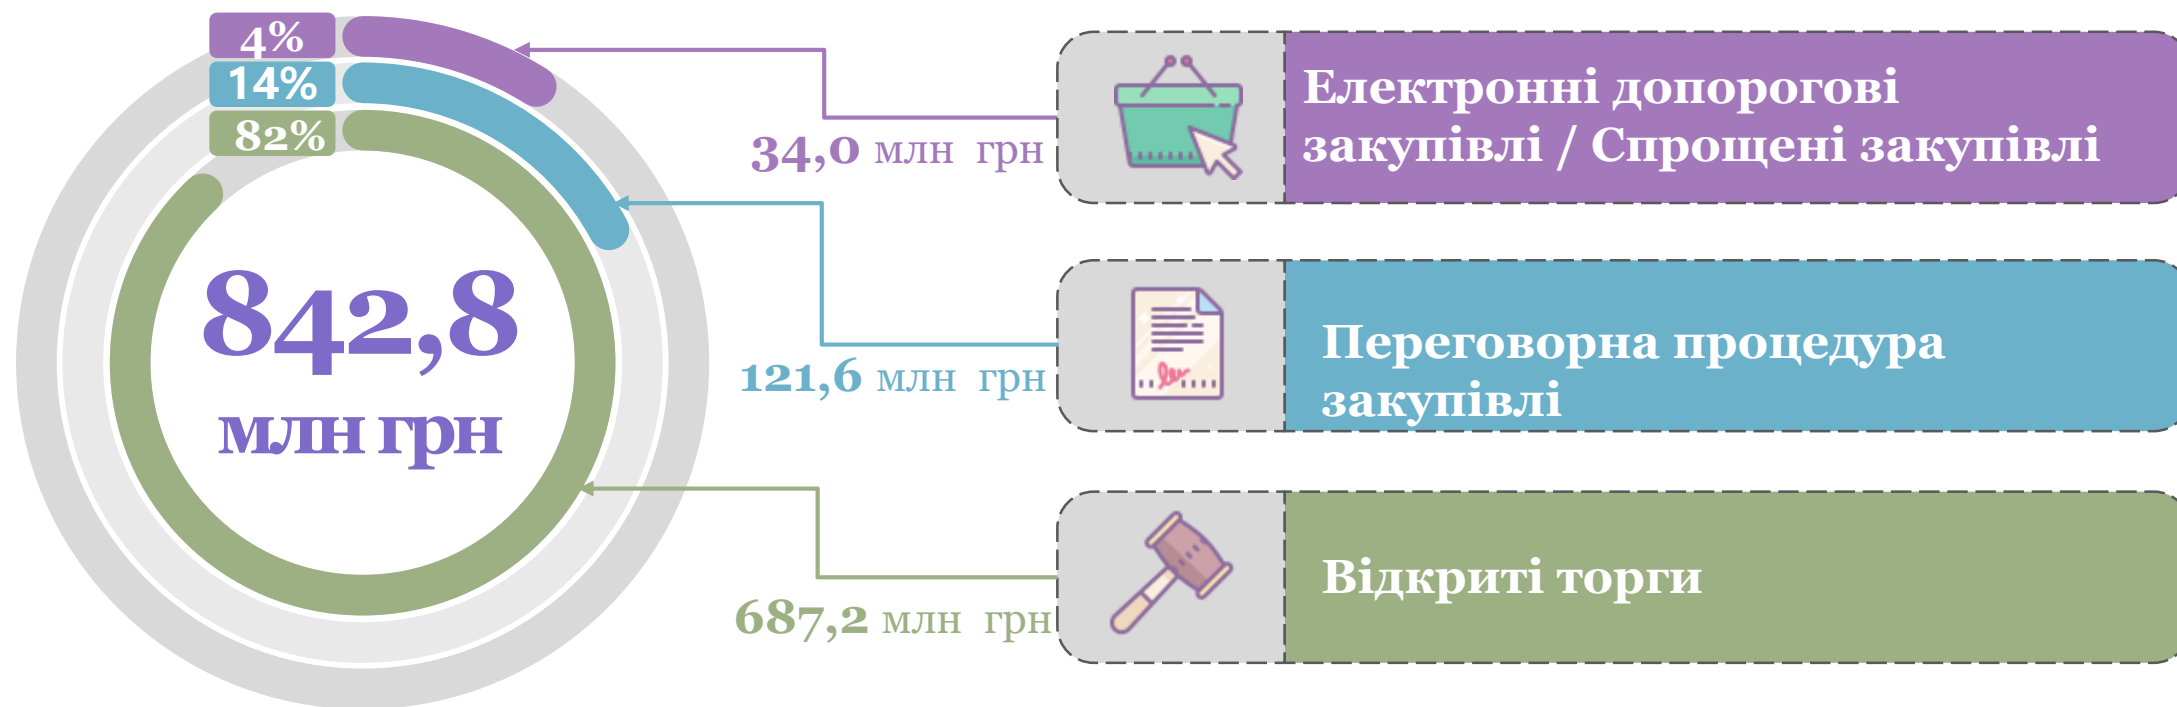 4%
14%
82%
842,8
млн грн
34,0 млн грн
Електронні допорогові
закупівлі / Спрощені закупівлі
121,6 млн грн
Переговорна процедура
закупівлі
687,2 млн грн
Відкриті торги